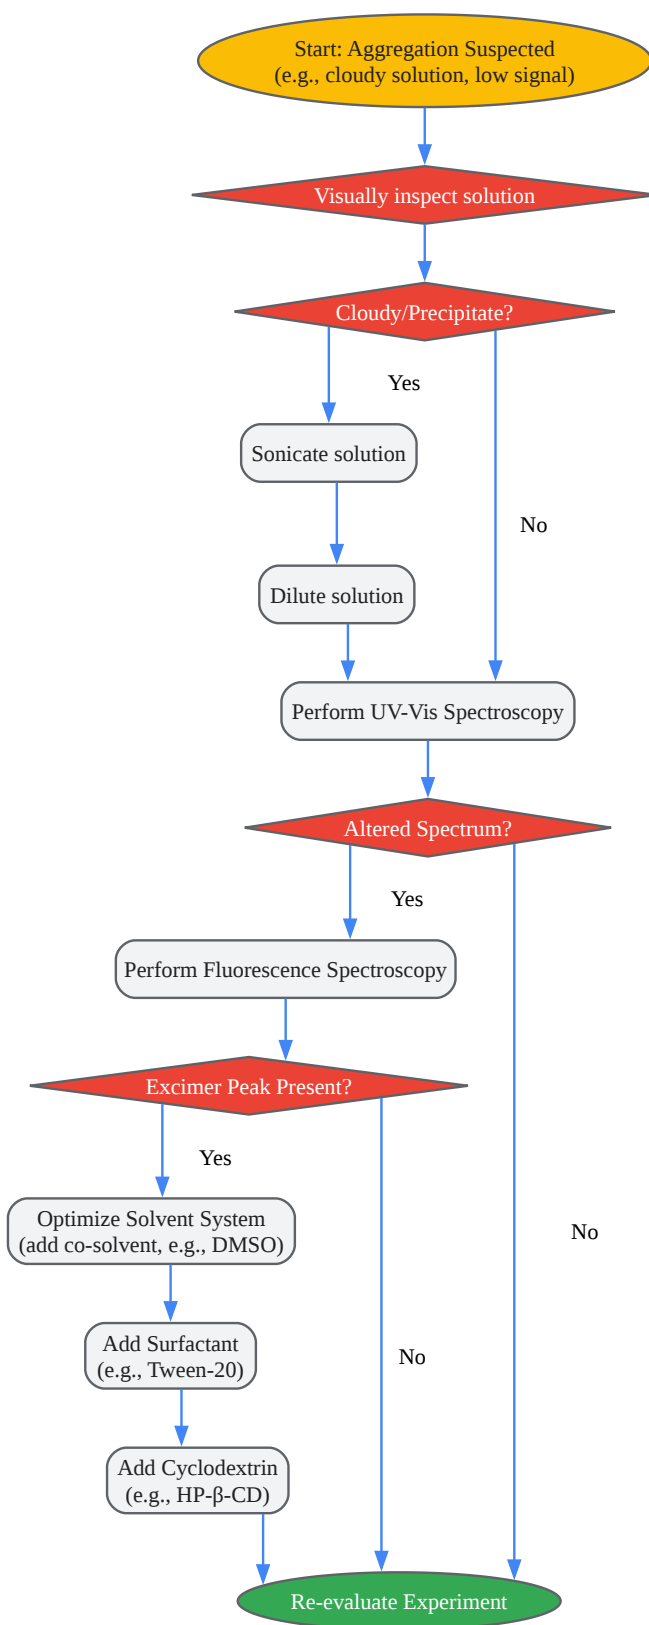 Start: Aggregation Suspected
(e.g., cloudy solution, low signal)
Visually inspect solution
Cloudy/Precipitate?
Yes
Sonicate solution
No
Dilute solution
Perform UV-Vis Spectroscopy
Altered Spectrum?
Yes
Perform Fluorescence Spectroscopy
Excimer Peak Present?
Yes
Optimize Solvent System
(add co-solvent, e.g., DMSO)
No
Add Surfactant
(e.g., Tween-20)
No
Add Cyclodextrin
(e.g., HP-β-CD)
Re-evaluate Experiment